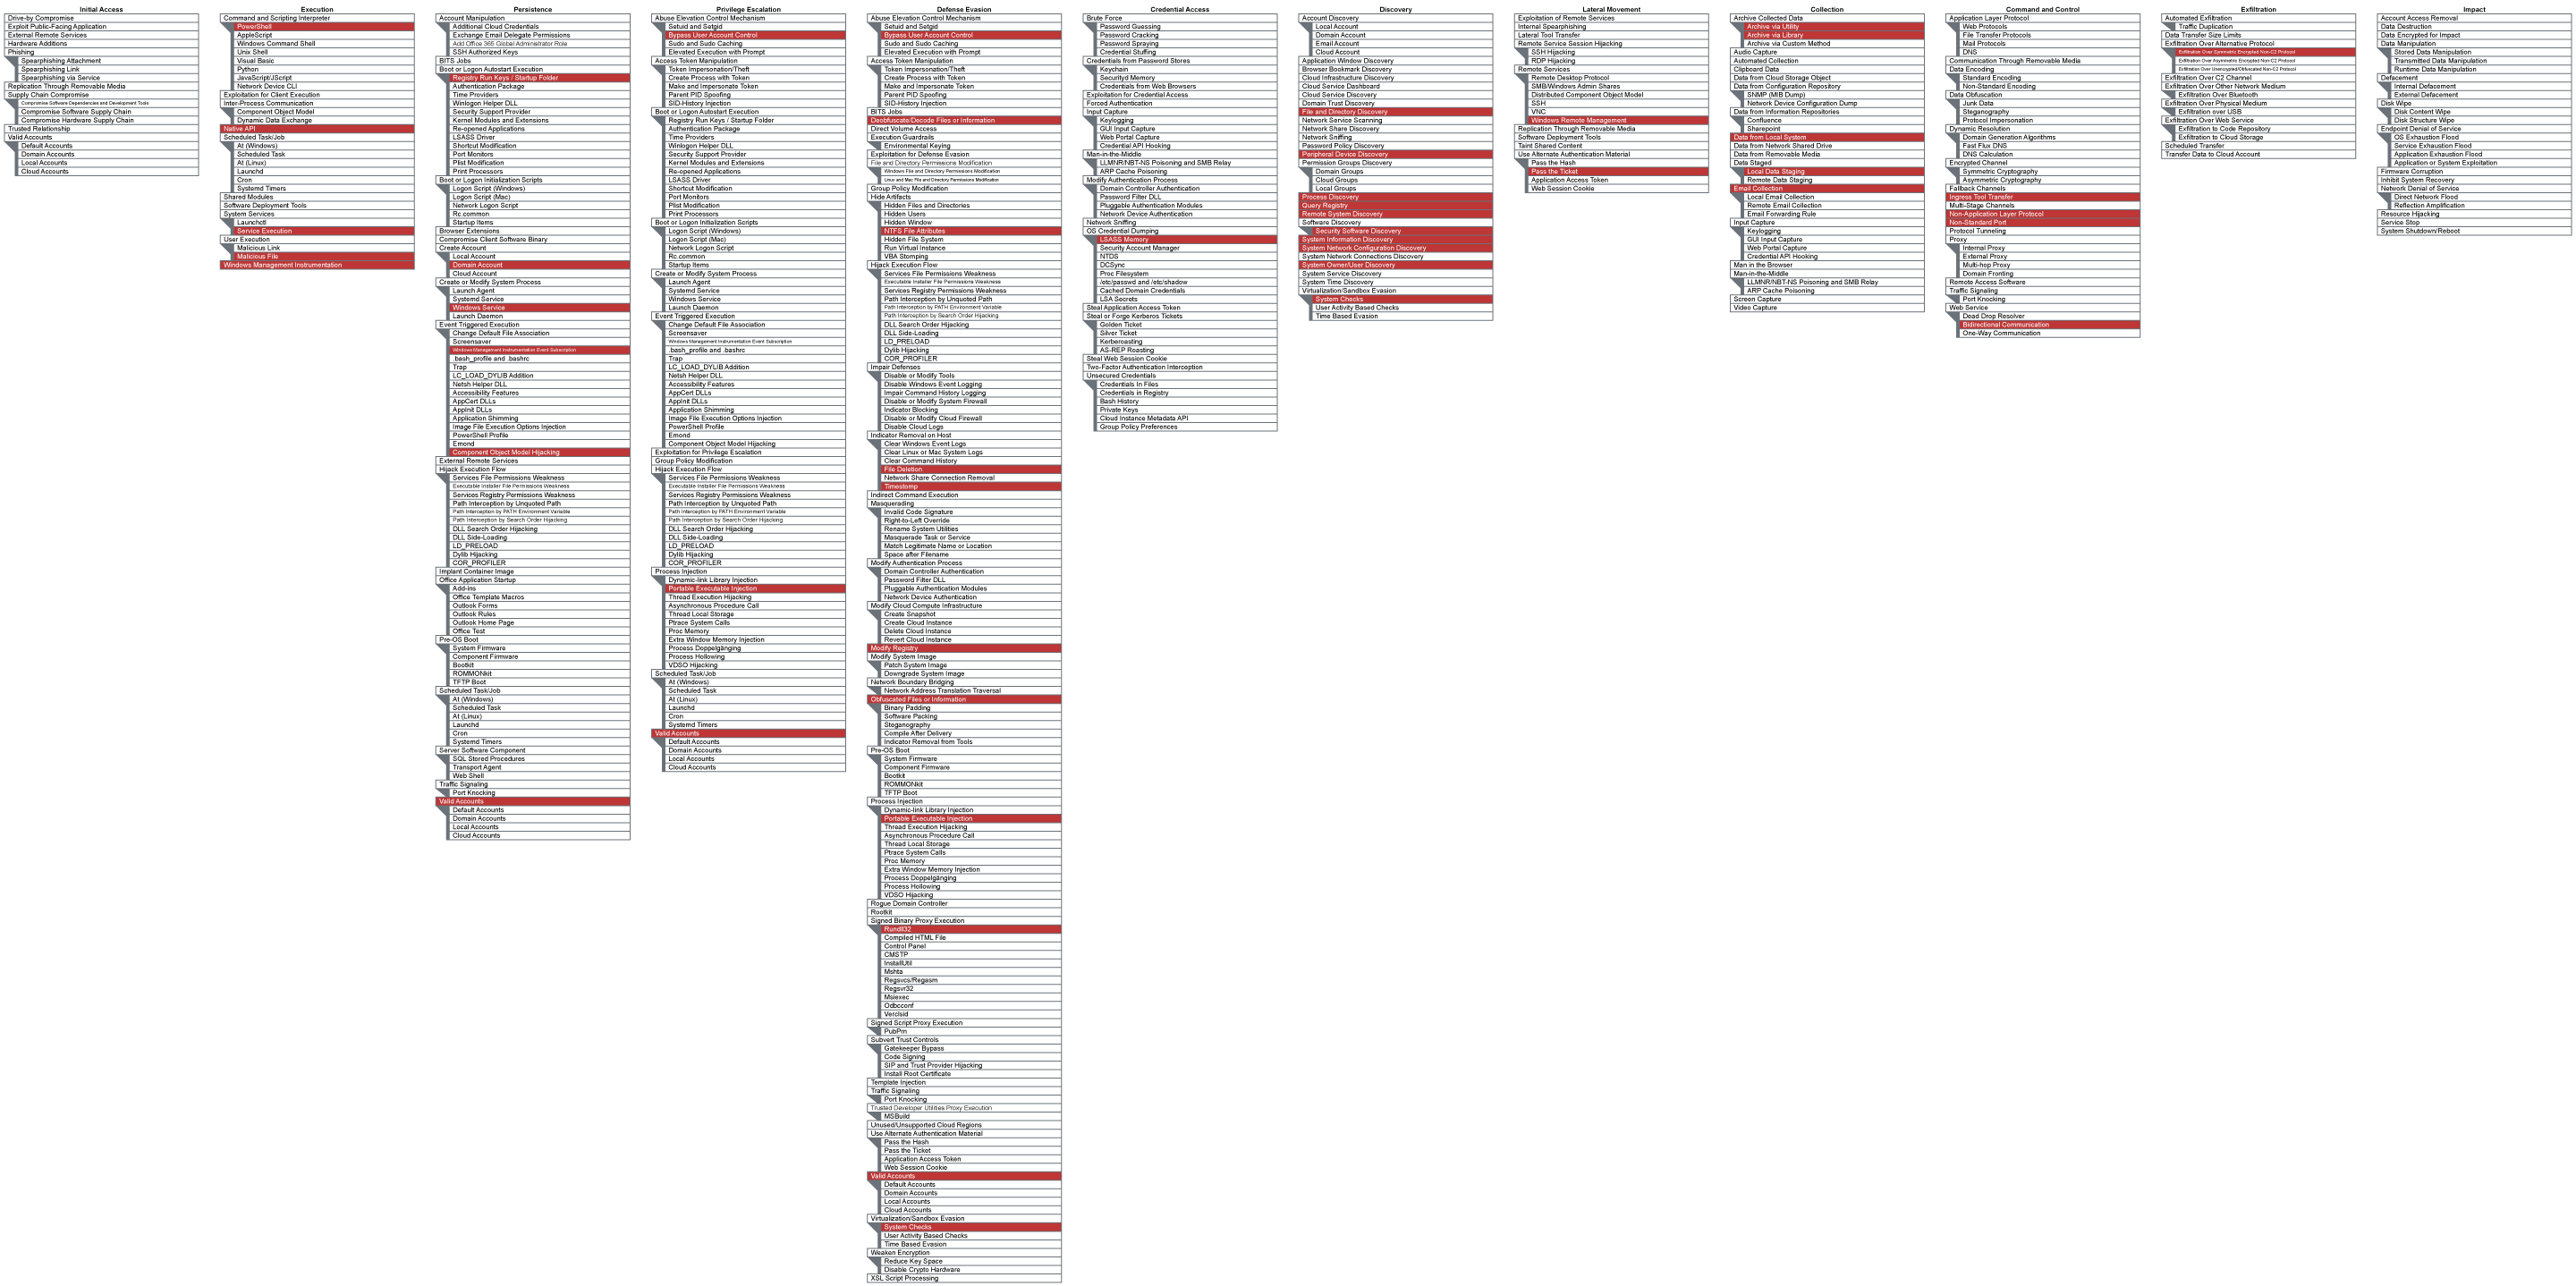 Initial Access
Drive-by Compromise
Exploit Public-Facing Application
External Remote Services
Hardware Additions
Phishing
Spearphishing Attachment
Spearphishing Link
Spearphishing via Service
Replication Through Removable Media
Supply Chain Compromise
Compromise Software Dependencies and Development Tools
Compromise Software Supply Chain
Compromise Hardware Supply Chain
Trusted Relationship
Valid Accounts
Default Accounts
Domain Accounts
Local Accounts
Cloud Accounts
Execution
Command and Scripting Interpreter
PowerShell
AppleScript
Windows Command Shell
Unix Shell
Visual Basic
Python
JavaScript/JScript
Network Device CLI
Exploitation for Client Execution
Inter-Process Communication
Component Object Model
Dynamic Data Exchange
Native API
Scheduled Task/Job
At (Windows)
Scheduled Task
At (Linux)
Launchd
Cron
Systemd Timers
Shared Modules
Software Deployment Tools
System Services
Launchctl
Service Execution
User Execution
Malicious Link
Malicious File
Windows Management Instrumentation
Persistence
Account Manipulation
Additional Cloud Credentials
Exchange Email Delegate Permissions
Add Office 365 Global Administrator Role
SSH Authorized Keys
BITS Jobs
Boot or Logon Autostart Execution
Registry Run Keys / Startup Folder
Authentication Package
Time Providers
Winlogon Helper DLL
Security Support Provider
Kernel Modules and Extensions
Re-opened Applications
LSASS Driver
Shortcut Modification
Port Monitors
Plist Modification
Print Processors
Boot or Logon Initialization Scripts
Logon Script (Windows)
Logon Script (Mac)
Network Logon Script
Rc.common
Startup Items
Browser Extensions
Compromise Client Software Binary
Create Account
Local Account
Domain Account
Cloud Account
Create or Modify System Process
Launch Agent
Systemd Service
Windows Service
Launch Daemon
Event Triggered Execution
Change Default File Association
Screensaver
Windows Management Instrumentation Event Subscription
.bash_profile and .bashrc
Trap
LC_LOAD_DYLIB Addition
Netsh Helper DLL
Accessibility Features
AppCert DLLs
AppInit DLLs
Application Shimming
Image File Execution Options Injection
PowerShell Profile
Emond
Component Object Model Hijacking
External Remote Services
Hijack Execution Flow
Services File Permissions Weakness
Executable Installer File Permissions Weakness
Services Registry Permissions Weakness
Path Interception by Unquoted Path
Path Interception by PATH Environment Variable
Path Interception by Search Order Hijacking
DLL Search Order Hijacking
DLL Side-Loading
LD_PRELOAD
Dylib Hijacking
COR_PROFILER
Implant Container Image
Office Application Startup
Add-ins
Office Template Macros
Outlook Forms
Outlook Rules
Outlook Home Page
Office Test
Pre-OS Boot
System Firmware
Component Firmware
Bootkit
ROMMONkit
TFTP Boot
Scheduled Task/Job
At (Windows)
Scheduled Task
At (Linux)
Launchd
Cron
Systemd Timers
Server Software Component
SQL Stored Procedures
Transport Agent
Web Shell
Traffic Signaling
Port Knocking
Valid Accounts
Default Accounts
Domain Accounts
Local Accounts
Cloud Accounts
Privilege Escalation
Abuse Elevation Control Mechanism
Setuid and Setgid
Bypass User Account Control
Sudo and Sudo Caching
Elevated Execution with Prompt
Access Token Manipulation
Token Impersonation/Theft
Create Process with Token
Make and Impersonate Token
Parent PID Spoofing
SID-History Injection
Boot or Logon Autostart Execution
Registry Run Keys / Startup Folder
Authentication Package
Time Providers
Winlogon Helper DLL
Security Support Provider
Kernel Modules and Extensions
Re-opened Applications
LSASS Driver
Shortcut Modification
Port Monitors
Plist Modification
Print Processors
Boot or Logon Initialization Scripts
Logon Script (Windows)
Logon Script (Mac)
Network Logon Script
Rc.common
Startup Items
Create or Modify System Process
Launch Agent
Systemd Service
Windows Service
Launch Daemon
Event Triggered Execution
Change Default File Association
Screensaver
Windows Management Instrumentation Event Subscription
.bash_profile and .bashrc
Trap
LC_LOAD_DYLIB Addition
Netsh Helper DLL
Accessibility Features
AppCert DLLs
AppInit DLLs
Application Shimming
Image File Execution Options Injection
PowerShell Profile
Emond
Component Object Model Hijacking
Exploitation for Privilege Escalation
Group Policy Modification
Hijack Execution Flow
Services File Permissions Weakness
Executable Installer File Permissions Weakness
Services Registry Permissions Weakness
Path Interception by Unquoted Path
Path Interception by PATH Environment Variable
Path Interception by Search Order Hijacking
DLL Search Order Hijacking
DLL Side-Loading
LD_PRELOAD
Dylib Hijacking
COR_PROFILER
Process Injection
Dynamic-link Library Injection
Portable Executable Injection
Thread Execution Hijacking
Asynchronous Procedure Call
Thread Local Storage
Ptrace System Calls
Proc Memory
Extra Window Memory Injection
Process Doppelgänging
Process Hollowing
VDSO Hijacking
Scheduled Task/Job
At (Windows)
Scheduled Task
At (Linux)
Launchd
Cron
Systemd Timers
Valid Accounts
Default Accounts
Domain Accounts
Local Accounts
Cloud Accounts
Defense Evasion
Abuse Elevation Control Mechanism
Setuid and Setgid
Bypass User Account Control
Sudo and Sudo Caching
Elevated Execution with Prompt
Access Token Manipulation
Token Impersonation/Theft
Create Process with Token
Make and Impersonate Token
Parent PID Spoofing
SID-History Injection
BITS Jobs
Deobfuscate/Decode Files or Information
Direct Volume Access
Execution Guardrails
Environmental Keying
Exploitation for Defense Evasion
File and Directory Permissions Modification
Windows File and Directory Permissions Modification
Linux and Mac File and Directory Permissions Modification
Group Policy Modification
Hide Artifacts
Hidden Files and Directories
Hidden Users
Hidden Window
NTFS File Attributes
Hidden File System
Run Virtual Instance
VBA Stomping
Hijack Execution Flow
Services File Permissions Weakness
Executable Installer File Permissions Weakness
Services Registry Permissions Weakness
Path Interception by Unquoted Path
Path Interception by PATH Environment Variable
Path Interception by Search Order Hijacking
DLL Search Order Hijacking
DLL Side-Loading
LD_PRELOAD
Dylib Hijacking
COR_PROFILER
Impair Defenses
Disable or Modify Tools
Disable Windows Event Logging
Impair Command History Logging
Disable or Modify System Firewall
Indicator Blocking
Disable or Modify Cloud Firewall
Disable Cloud Logs
Indicator Removal on Host
Clear Windows Event Logs
Clear Linux or Mac System Logs
Clear Command History
File Deletion
Network Share Connection Removal
Timestomp
Indirect Command Execution
Masquerading
Invalid Code Signature
Right-to-Left Override
Rename System Utilities
Masquerade Task or Service
Match Legitimate Name or Location
Space after Filename
Modify Authentication Process
Domain Controller Authentication
Password Filter DLL
Pluggable Authentication Modules
Network Device Authentication
Modify Cloud Compute Infrastructure
Create Snapshot
Create Cloud Instance
Delete Cloud Instance
Revert Cloud Instance
Modify Registry
Modify System Image
Patch System Image
Downgrade System Image
Network Boundary Bridging
Network Address Translation Traversal
Obfuscated Files or Information
Binary Padding
Software Packing
Steganography
Compile After Delivery
Indicator Removal from Tools
Pre-OS Boot
System Firmware
Component Firmware
Bootkit
ROMMONkit
TFTP Boot
Process Injection
Dynamic-link Library Injection
Portable Executable Injection
Thread Execution Hijacking
Asynchronous Procedure Call
Thread Local Storage
Ptrace System Calls
Proc Memory
Extra Window Memory Injection
Process Doppelgänging
Process Hollowing
VDSO Hijacking
Rogue Domain Controller
Rootkit
Signed Binary Proxy Execution
Rundll32
Compiled HTML File
Control Panel
CMSTP
InstallUtil
Mshta
Regsvcs/Regasm
Regsvr32
Msiexec
Odbcconf
Verclsid
Signed Script Proxy Execution
PubPrn
Subvert Trust Controls
Gatekeeper Bypass
Code Signing
SIP and Trust Provider Hijacking
Install Root Certificate
Template Injection
Traffic Signaling
Port Knocking
Trusted Developer Utilities Proxy Execution
MSBuild
Unused/Unsupported Cloud Regions
Use Alternate Authentication Material
Pass the Hash
Pass the Ticket
Application Access Token
Web Session Cookie
Valid Accounts
Default Accounts
Domain Accounts
Local Accounts
Cloud Accounts
Virtualization/Sandbox Evasion
System Checks
User Activity Based Checks
Time Based Evasion
Weaken Encryption
Reduce Key Space
Disable Crypto Hardware
XSL Script Processing
Credential Access
Brute Force
Password Guessing
Password Cracking
Password Spraying
Credential Stuffing
Credentials from Password Stores
Keychain
Securityd Memory
Credentials from Web Browsers
Exploitation for Credential Access
Forced Authentication
Input Capture
Keylogging
GUI Input Capture
Web Portal Capture
Credential API Hooking
Man-in-the-Middle
LLMNR/NBT-NS Poisoning and SMB Relay
ARP Cache Poisoning
Modify Authentication Process
Domain Controller Authentication
Password Filter DLL
Pluggable Authentication Modules
Network Device Authentication
Network Sniffing
OS Credential Dumping
LSASS Memory
Security Account Manager
NTDS
DCSync
Proc Filesystem
/etc/passwd and /etc/shadow
Cached Domain Credentials
LSA Secrets
Steal Application Access Token
Steal or Forge Kerberos Tickets
Golden Ticket
Silver Ticket
Kerberoasting
AS-REP Roasting
Steal Web Session Cookie
Two-Factor Authentication Interception
Unsecured Credentials
Credentials In Files
Credentials in Registry
Bash History
Private Keys
Cloud Instance Metadata API
Group Policy Preferences
Discovery
Account Discovery
Local Account
Domain Account
Email Account
Cloud Account
Application Window Discovery
Browser Bookmark Discovery
Cloud Infrastructure Discovery
Cloud Service Dashboard
Cloud Service Discovery
Domain Trust Discovery
File and Directory Discovery
Network Service Scanning
Network Share Discovery
Network Sniffing
Password Policy Discovery
Peripheral Device Discovery
Permission Groups Discovery
Domain Groups
Cloud Groups
Local Groups
Process Discovery
Query Registry
Remote System Discovery
Software Discovery
Security Software Discovery
System Information Discovery
System Network Configuration Discovery
System Network Connections Discovery
System Owner/User Discovery
System Service Discovery
System Time Discovery
Virtualization/Sandbox Evasion
System Checks
User Activity Based Checks
Time Based Evasion
Lateral Movement
Exploitation of Remote Services
Internal Spearphishing
Lateral Tool Transfer
Remote Service Session Hijacking
SSH Hijacking
RDP Hijacking
Remote Services
Remote Desktop Protocol
SMB/Windows Admin Shares
Distributed Component Object Model
SSH
VNC
Windows Remote Management
Replication Through Removable Media
Software Deployment Tools
Taint Shared Content
Use Alternate Authentication Material
Pass the Hash
Pass the Ticket
Application Access Token
Web Session Cookie
Collection
Archive Collected Data
Archive via Utility
Archive via Library
Archive via Custom Method
Audio Capture
Automated Collection
Clipboard Data
Data from Cloud Storage Object
Data from Configuration Repository
SNMP (MIB Dump)
Network Device Configuration Dump
Data from Information Repositories
Confluence
Sharepoint
Data from Local System
Data from Network Shared Drive
Data from Removable Media
Data Staged
Local Data Staging
Remote Data Staging
Email Collection
Local Email Collection
Remote Email Collection
Email Forwarding Rule
Input Capture
Keylogging
GUI Input Capture
Web Portal Capture
Credential API Hooking
Man in the Browser
Man-in-the-Middle
LLMNR/NBT-NS Poisoning and SMB Relay
ARP Cache Poisoning
Screen Capture
Video Capture
Command and Control
Application Layer Protocol
Web Protocols
File Transfer Protocols
Mail Protocols
DNS
Communication Through Removable Media
Data Encoding
Standard Encoding
Non-Standard Encoding
Data Obfuscation
Junk Data
Steganography
Protocol Impersonation
Dynamic Resolution
Domain Generation Algorithms
Fast Flux DNS
DNS Calculation
Encrypted Channel
Symmetric Cryptography
Asymmetric Cryptography
Fallback Channels
Ingress Tool Transfer
Multi-Stage Channels
Non-Application Layer Protocol
Non-Standard Port
Protocol Tunneling
Proxy
Internal Proxy
External Proxy
Multi-hop Proxy
Domain Fronting
Remote Access Software
Traffic Signaling
Port Knocking
Web Service
Dead Drop Resolver
Bidirectional Communication
One-Way Communication
Exfiltration
Automated Exfiltration
Traffic Duplication
Data Transfer Size Limits
Exfiltration Over Alternative Protocol
Exfiltration Over Symmetric Encrypted Non-C2 Protocol
Exfiltration Over Asymmetric Encrypted Non-C2 Protocol
Exfiltration Over Unencrypted/Obfuscated Non-C2 Protocol
Exfiltration Over C2 Channel
Exfiltration Over Other Network Medium
Exfiltration Over Bluetooth
Exfiltration Over Physical Medium
Exfiltration over USB
Exfiltration Over Web Service
Exfiltration to Code Repository
Exfiltration to Cloud Storage
Scheduled Transfer
Transfer Data to Cloud Account
Impact
Account Access Removal
Data Destruction
Data Encrypted for Impact
Data Manipulation
Stored Data Manipulation
Transmitted Data Manipulation
Runtime Data Manipulation
Defacement
Internal Defacement
External Defacement
Disk Wipe
Disk Content Wipe
Disk Structure Wipe
Endpoint Denial of Service
OS Exhaustion Flood
Service Exhaustion Flood
Application Exhaustion Flood
Application or System Exploitation
Firmware Corruption
Inhibit System Recovery
Network Denial of Service
Direct Network Flood
Reflection Amplification
Resource Hijacking
Service Stop
System Shutdown/Reboot